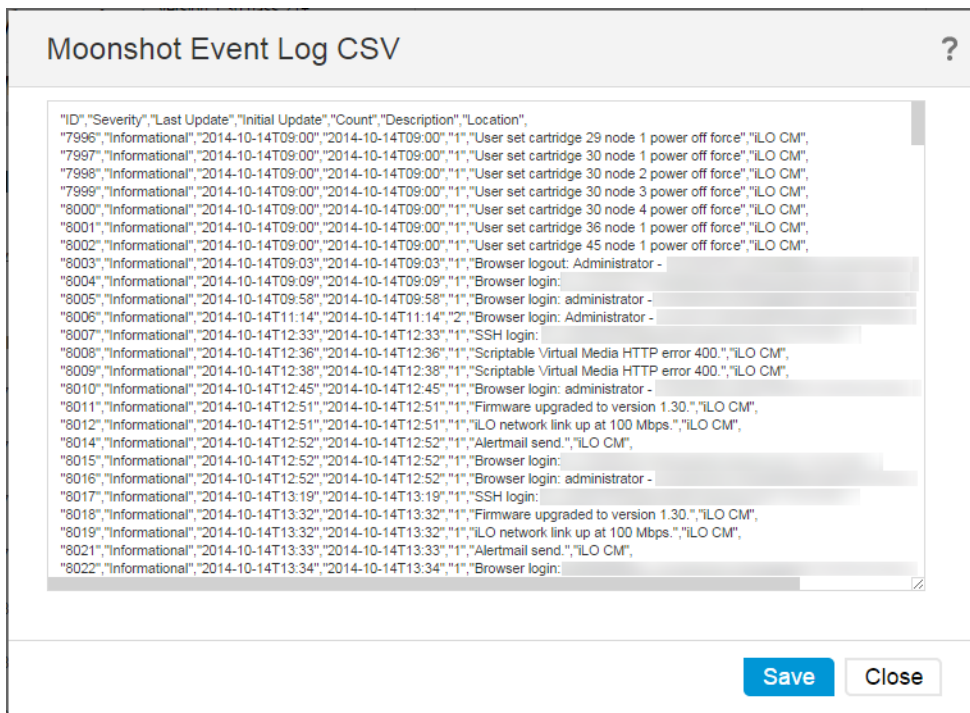 Moonshot Event Log CSV
?
"ID","Severity","Last Update","Initial Update","Count","Description","Location",
"7996","Informational","2014-10-14T09:00","2014-10-14T09:00","1","User set cartridge 29 node 1 power off force","iLO CM",
"7997","Informational","2014-10-14T09:00","2014-10-14T09:00","1","User set cartridge 30 node 1 power off force","iLO CM",
"7998","Informational","2014-10-14T09:00","2014-10-14T09:00","1","User set cartridge 30 node 2 power off force","iLO CM",
"7999","Informational","2014-10-14T09:00","2014-10-14T09:00","1","User set cartridge 30 node 3 power off force","iLO CM",
"8000","Informational","2014-10-14T09:00","2014-10-14T09:00","1","User set cartridge 30 node 4 power off force","iLO CM",
"8001","Informational","2014-10-14T09:00","2014-10-14T09:00","1","User set cartridge 36 node 1 power off force","iLO CM",
"8002","Informational","2014-10-14T09:00","2014-10-14T09:00","1","User set cartridge 45 node 1 power off force","iLO CM",
"8003","Informational","2014-10-14T09:03","2014-10-14T09:03","1","Browser logout: Administrator -
"8004","Informational","2014-10-14T09:09","2014-10-14T09:09","1","Browser login:
"8005","Informational","2014-10-14T09:58","2014-10-14T09:58","1","Browser login: administrator -
"8006","Informational","2014-10-14T11:14","2014-10-14T11:14","2","Browser login: Administrator -
"8007","Informational","2014-10-14T12:33","2014-10-14T12:33","1","SSH login:
"8008","Informational","2014-10-14T12:36","2014-10-14T12:36","1","Scriptable Virtual Media HTTP error 400.","iLO CM",
"8009","Informational","2014-10-14T12:38","2014-10-14T12:38","1","Scriptable Virtual Media HTTP error 400.","iLO CM",
"8010","Informational","2014-10-14T12:45","2014-10-14T12:45","1","Browser login: administrator -
"8011","Informational","2014-10-14T12:51","2014-10-14T12:51","1","Firmware upgraded to version 1.30.","iLO CM",
"8012","Informational","2014-10-14T12:51","2014-10-14T12:51","1","iLO network link up at 100 Mbps.","iLO CM",
"8014","Informational","2014-10-14T12:52","2014-10-14T12:52","1","Alertmail send.","iLO CM",
"8015","Informational","2014-10-14T12:52","2014-10-14T12:52","1","Browser login:
"8016","Informational","2014-10-14T12:52","2014-10-14T12:52","1","Browser login: administrator -
"8017","Informational","2014-10-14T13:19","2014-10-14T13:19","1","SSH login:
"8018","Informational","2014-10-14T13:32","2014-10-14T13:32","1","Firmware upgraded to version 1.30.","iLO CM",
"8019","Informational","2014-10-14T13:32","2014-10-14T13:32","1","iLO network link up at 100 Mbps.","iLO CM",
"8021","Informational","2014-10-14T13:33","2014-10-14T13:33","1","Alertmail send.","iLO CM",
"8022","Informational","2014-10-14T13:34","2014-10-14T13:34","1","Browser login:
Save
Close